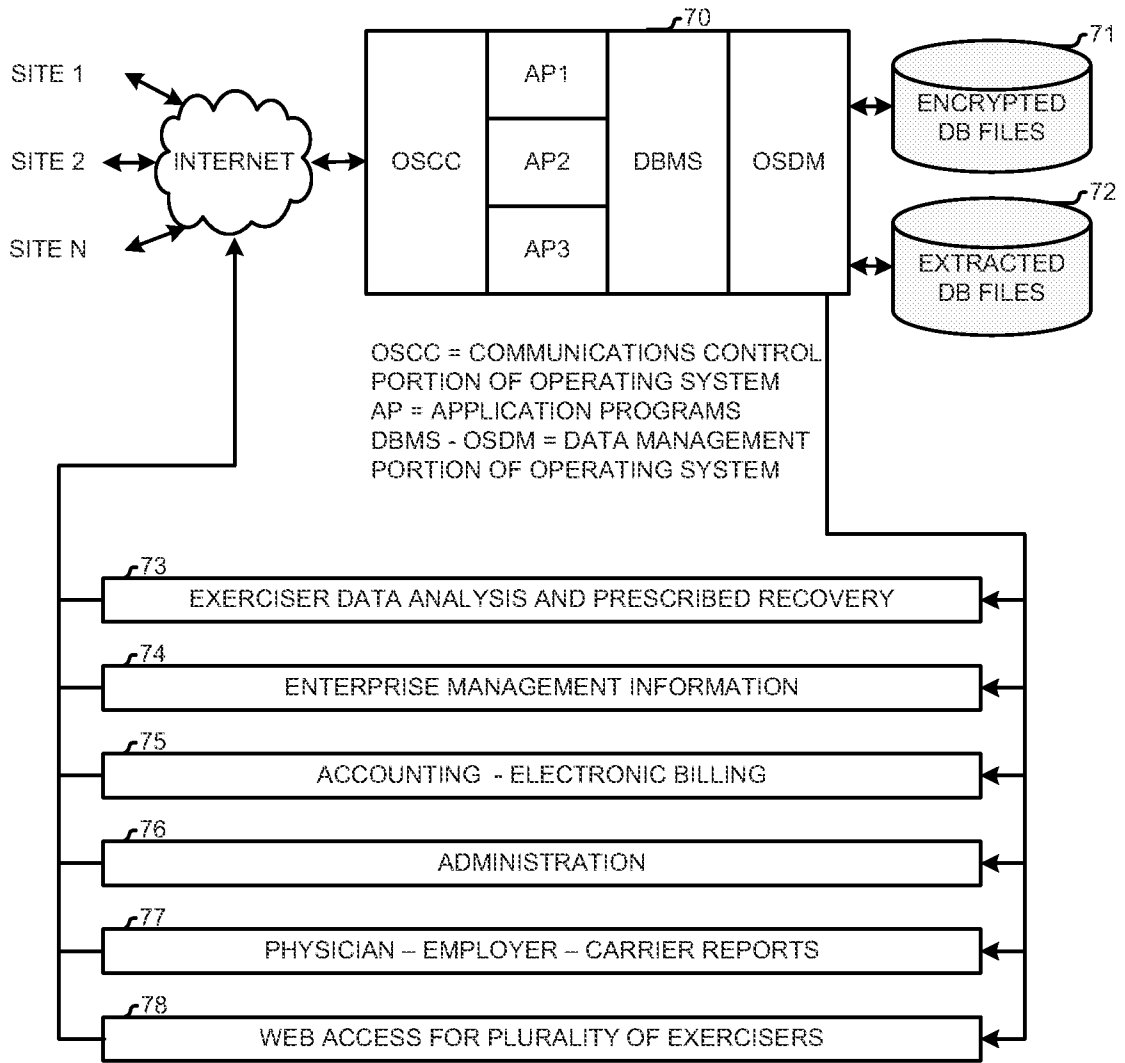 70
71
SITE 1
AP1
ENCRYPTED
DB FILES
SITE 2
INTERNET
OSCC
AP2
DBMS
OSDM
72
SITE N
AP3
EXTRACTED
DB FILES
OSCC = COMMUNICATIONS CONTROL
PORTION OF OPERATING SYSTEM
AP = APPLICATION PROGRAMS
DBMS - OSDM = DATA MANAGEMENT
PORTION OF OPERATING SYSTEM
73
EXERCISER DATA ANALYSIS AND PRESCRIBED RECOVERY
74
ENTERPRISE MANAGEMENT INFORMATION
75
ACCOUNTING - ELECTRONIC BILLING
76
ADMINISTRATION
77
PHYSICIAN – EMPLOYER – CARRIER REPORTS
78
WEB ACCESS FOR PLURALITY OF EXERCISERS